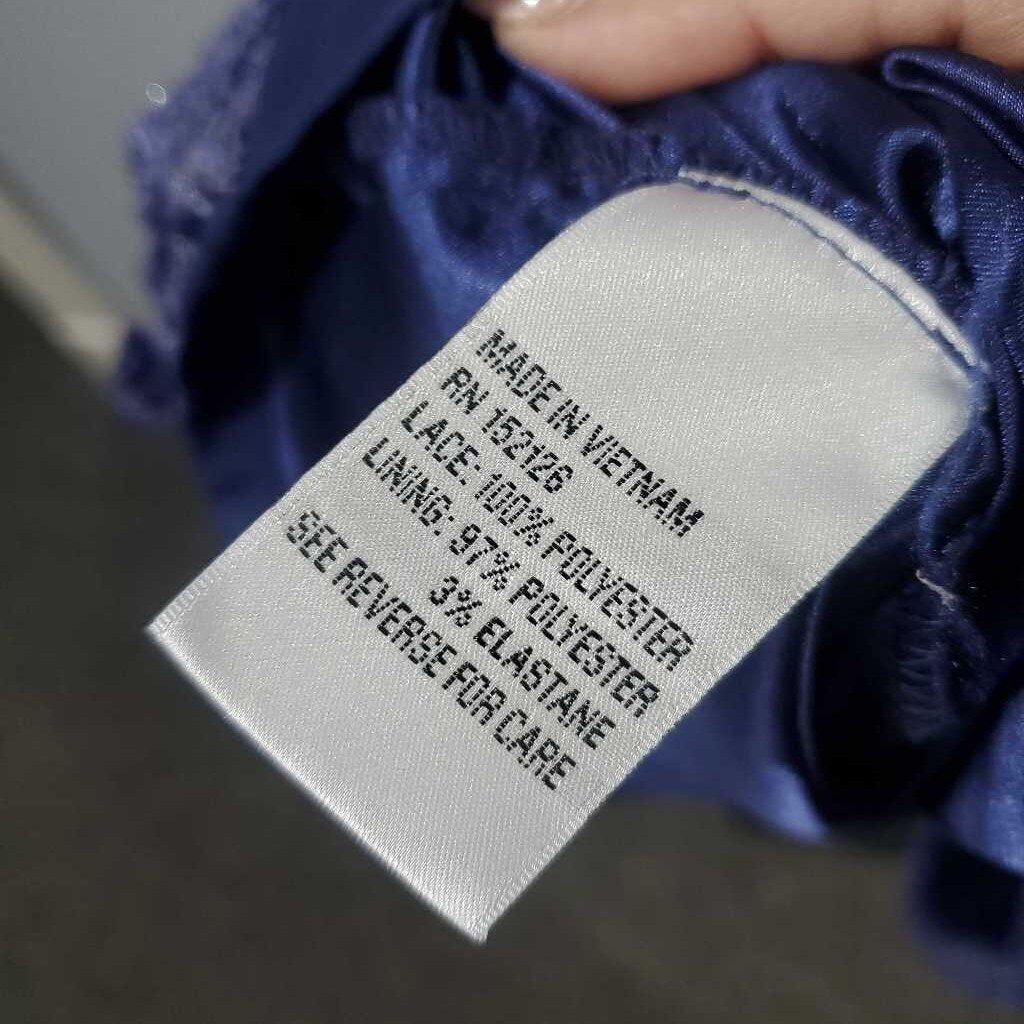 MADE IN VIETNAM
RN 152126
LACE: 100% POLYESTER
LINING: 97% POLYESTER
3% ELASTANE
SEE REVERSE FOR CARE